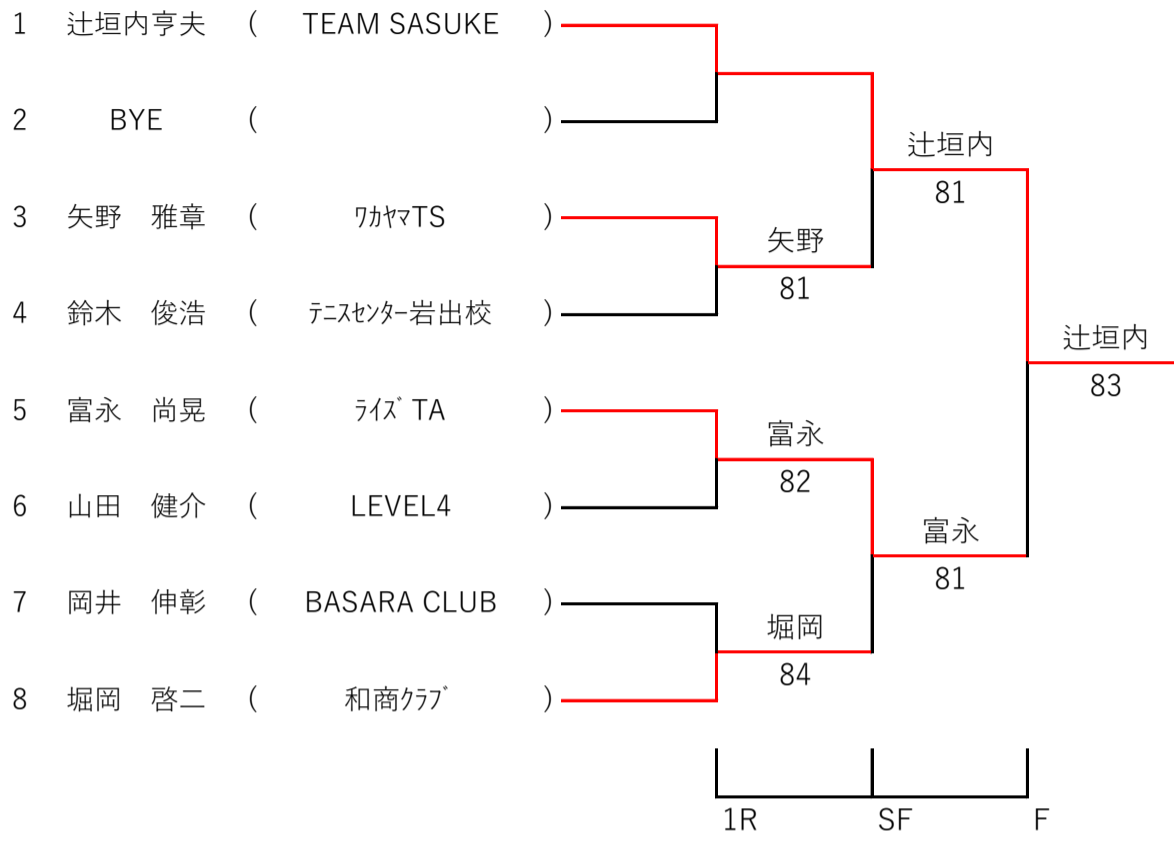 1 辻垣内亨夫 ( TEAM SASUKE )
2 BYE ( )
辻垣内
81
3 矢野　雅章 ( ﾜｶﾔﾏTS )
矢野
81
4 鈴木　俊浩 ( ﾃﾆｽｾﾝﾀｰ岩出校 )
辻垣内
83
5 富永　尚晃 ( ﾗｲｽﾞTA )
富永
82
6 山田　健介 ( LEVEL4 )
富永
81
7 岡井　伸彰 ( BASARA CLUB )
堀岡
84
8 堀岡　啓二 ( 和商ｸﾗﾌﾞ )
1R SF F